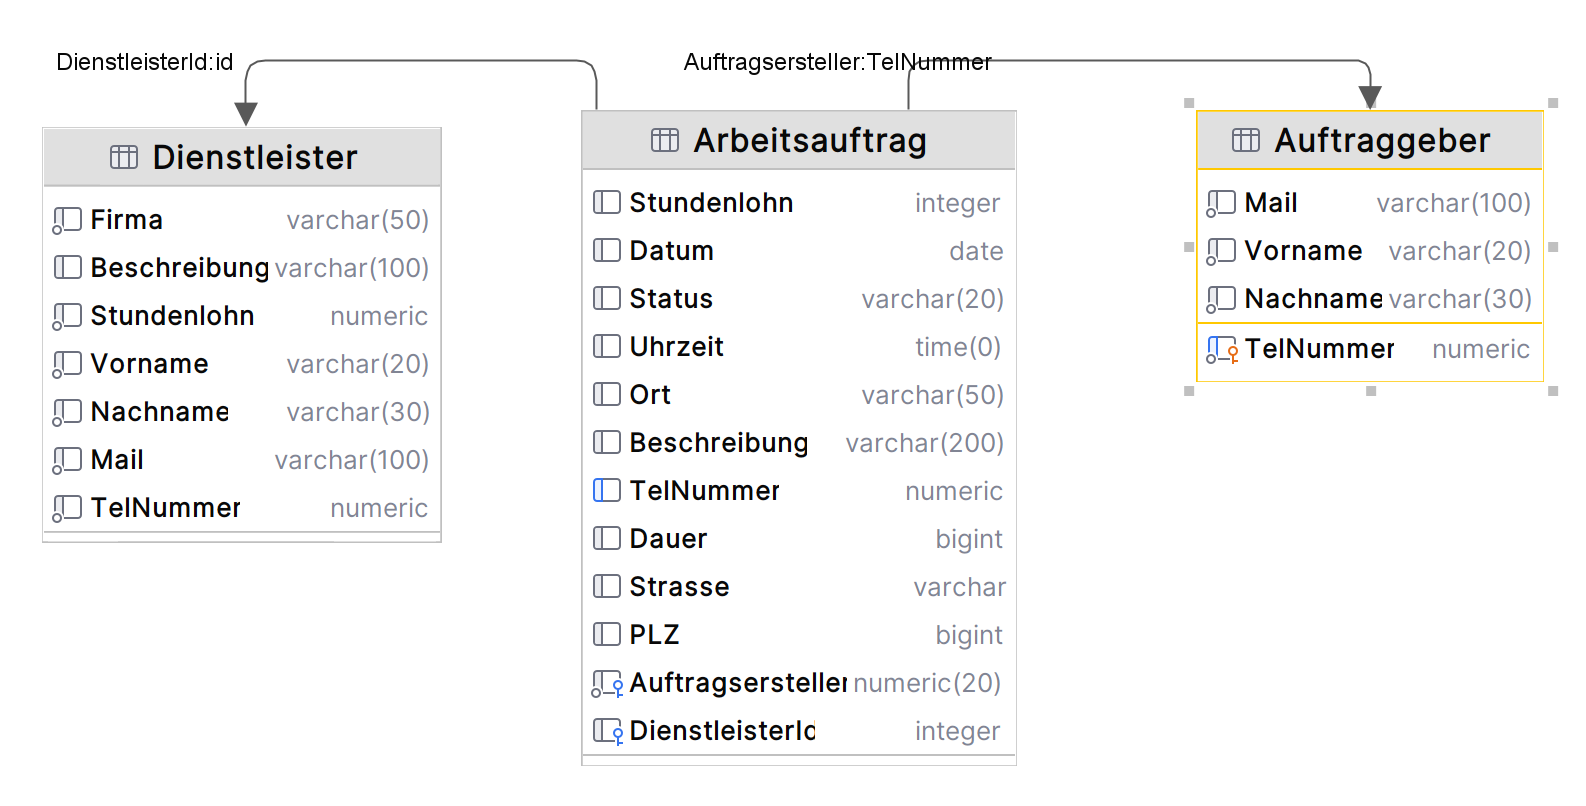 DienstleisterId:id
Auftragsersteller:TelNummer
Dienstleister
Firma varchar(50)
Beschreibung varchar(100)
Stundenlohn numeric
Vorname varchar(20)
Nachname varchar(30)
Mail varchar(100)
TelNummer numeric
Arbeitsauftrag
Stundenlohn integer
Datum date
Status varchar(20)
Uhrzeit time(0)
Ort varchar(50)
Beschreibung varchar(200)
TelNummer numeric
Dauer bigint
Strasse varchar
PLZ bigint
Auftragsersteller numeric(20)
DienstleisterId integer
Auftraggeber
Mail varchar(100)
Vorname varchar(20)
Nachname varchar(30)
TelNummer numeric